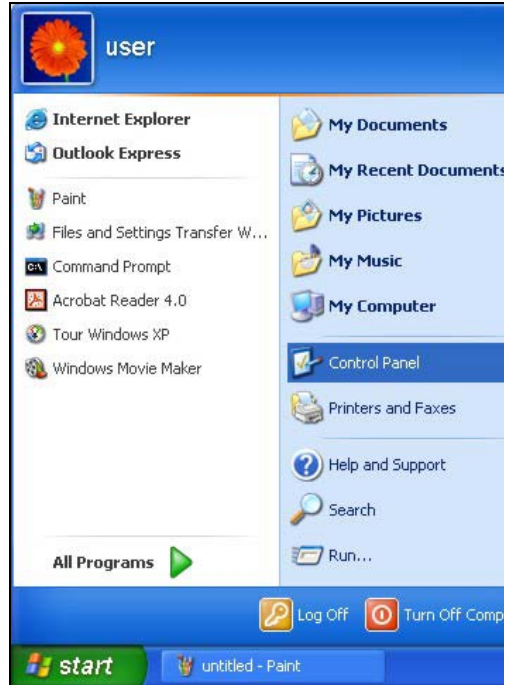 user
Internet Explorer
Outlook Express
Paint
Files and Settings Transfer W...
Command Prompt
Acrobat Reader 4.0
Tour Windows XP
Windows Movie Maker
All Programs
My Documents
My Recent Documents
My Pictures
My Music
My Computer
Control Panel
Printers and Faxes
Help and Support
Search
Run...
Log Off
Turn Off Comp
start
untitled - Paint